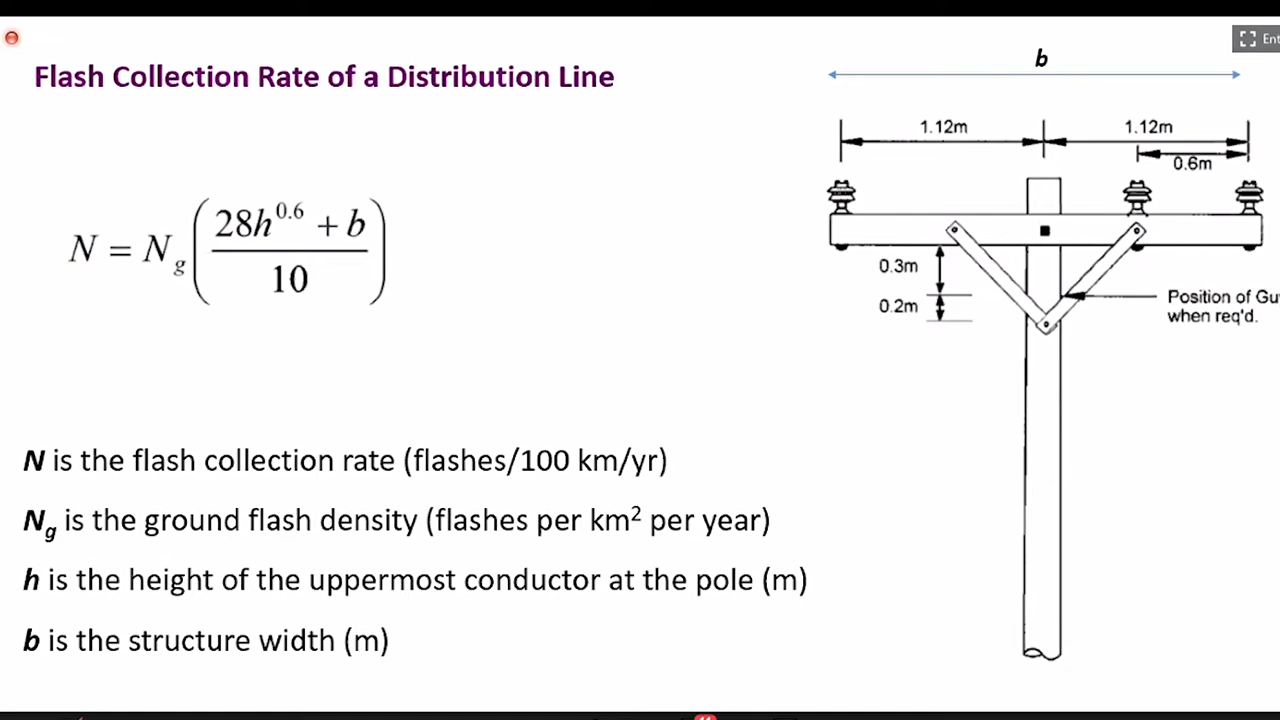 Ent
b
Flash Collection Rate of a Distribution Line
1.12m 1.12m
0.6m
N = N_g ( (28h^0.6 + b) / 10 )
0.3m
0.2m
Position of Gu
when req'd.
N is the flash collection rate (flashes/100 km/yr)
N_g is the ground flash density (flashes per km² per year)
h is the height of the uppermost conductor at the pole (m)
b is the structure width (m)